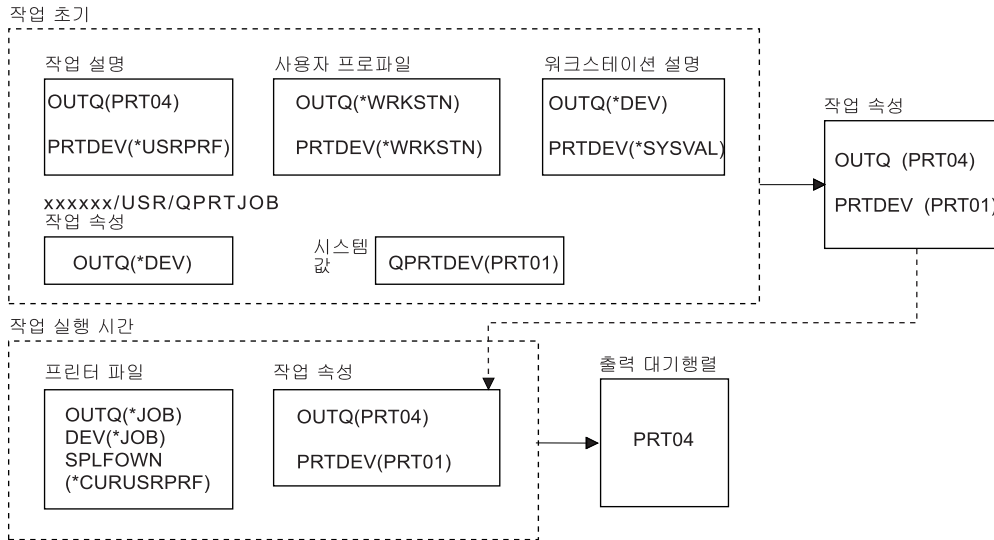 작업 초기
작업 설명
OUTQ(PRT04)
PRTDEV(*USRPRF)
사용자 프로파일
OUTQ(*WRKSTN)
PRTDEV(*WRKSTN)
워크스테이션 설명
OUTQ(*DEV)
PRTDEV(*SYSVAL)
작업 속성
OUTQ (PRT04)
PRTDEV (PRT01)
xxxxxx/USR/QPRTJOB
작업 속성
OUTQ(*DEV)
시스템
값
QPRTDEV(PRT01)
작업 실행 시간
프린터 파일
OUTQ(*JOB)
DEV(*JOB)
SPLFOWN
(*CURUSRPRF)
작업 속성
OUTQ(PRT04)
PRTDEV(PRT01)
출력 대기행렬
PRT04